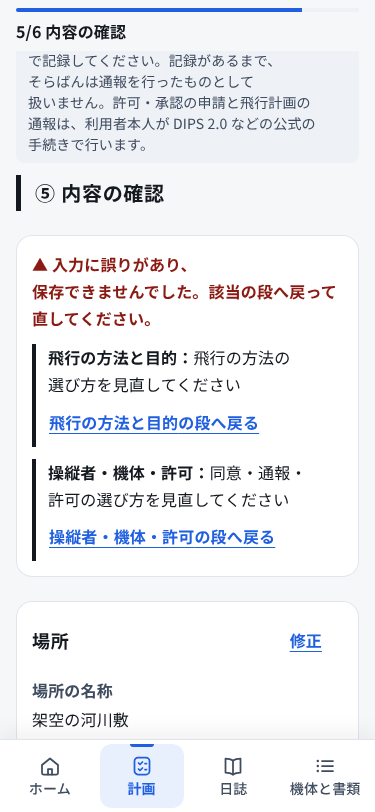 5/6 内容の確認
で記録してください。記録があるまで、
そらばんは通報を行ったものとして
扱いません。許可・承認の申請と飛行計画の
通報は、利用者本人が DIPS 2.0 などの公式の
手続きで行います。
⑤ 内容の確認
▲ 入力に誤りがあり、
保存できませんでした。該当の段へ戻って
直してください。
飛行の方法と目的：飛行の方法の
選び方を見直してください
飛行の方法と目的の段へ戻る
操縦者・機体・許可：同意・通報・
許可の選び方を見直してください
操縦者・機体・許可の段へ戻る
場所 修正
場所の名称
架空の河川敷
ホーム 計画 日誌 機体と書類